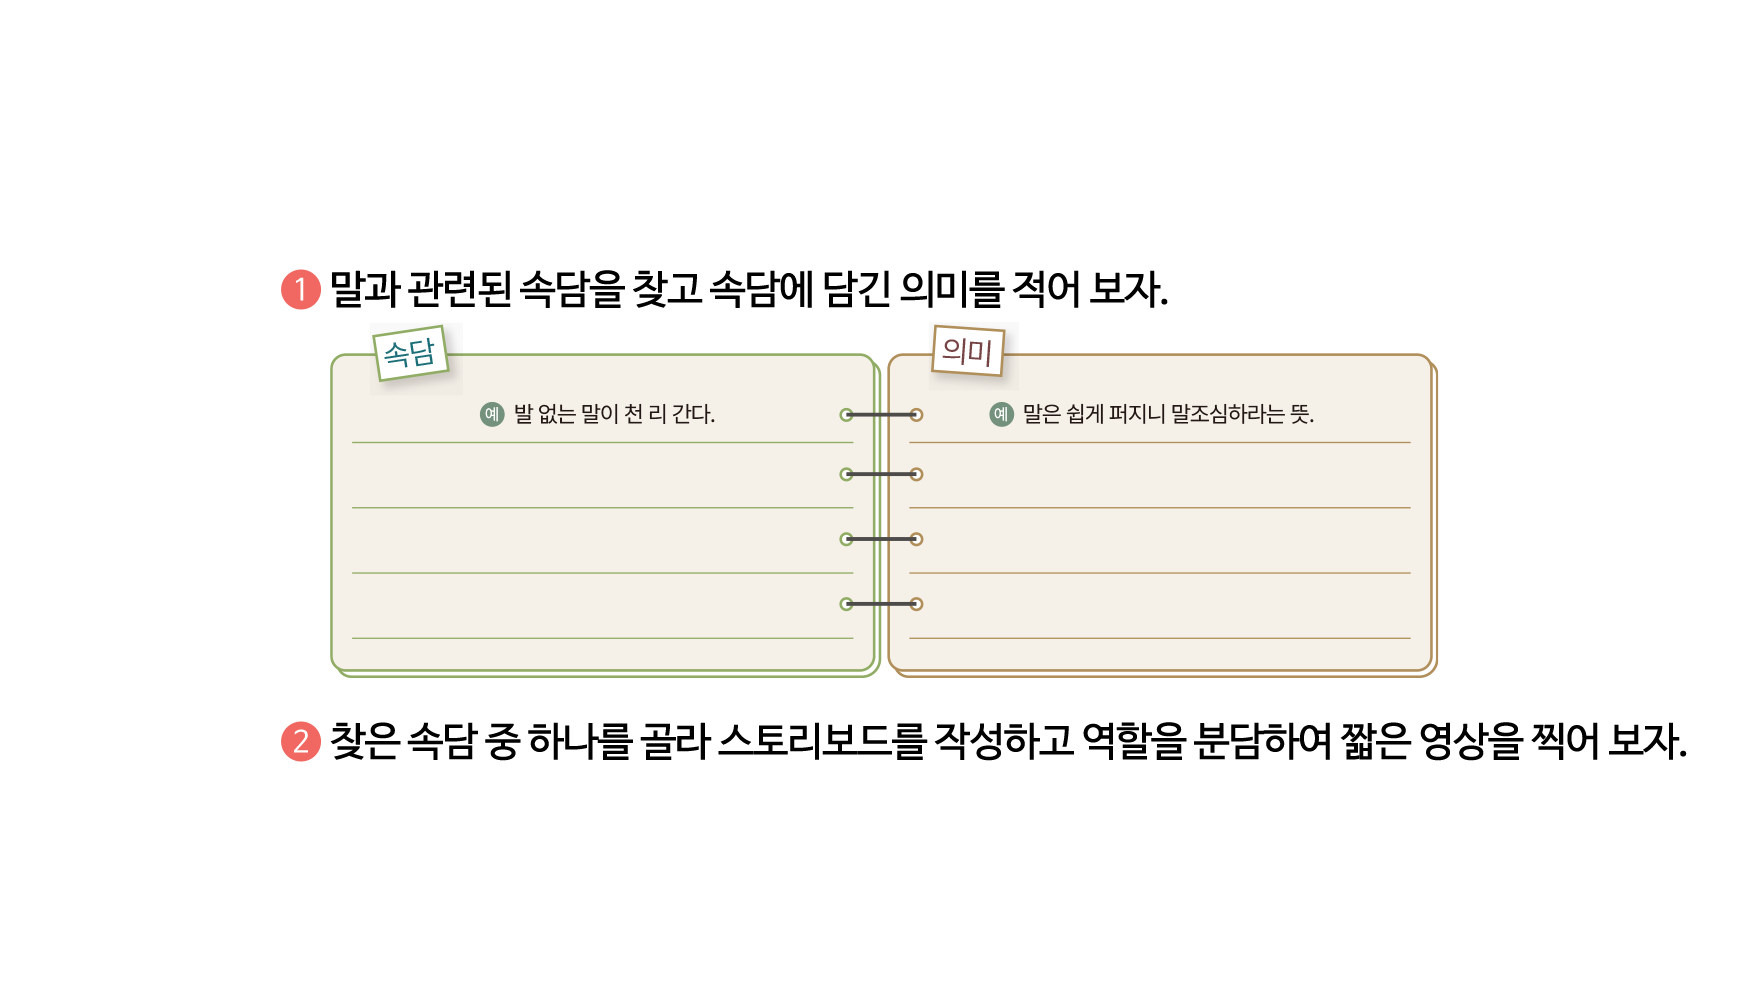 1 말과 관련된 속담을 찾고 속담에 담긴 의미를 적어 보자.
속담
의미
예 발 없는 말이 천 리 간다.
예 말은 쉽게 퍼지니 말조심하라는 뜻.
2 찾은 속담 중 하나를 골라 스토리보드를 작성하고 역할을 분담하여 짧은 영상을 찍어 보자.